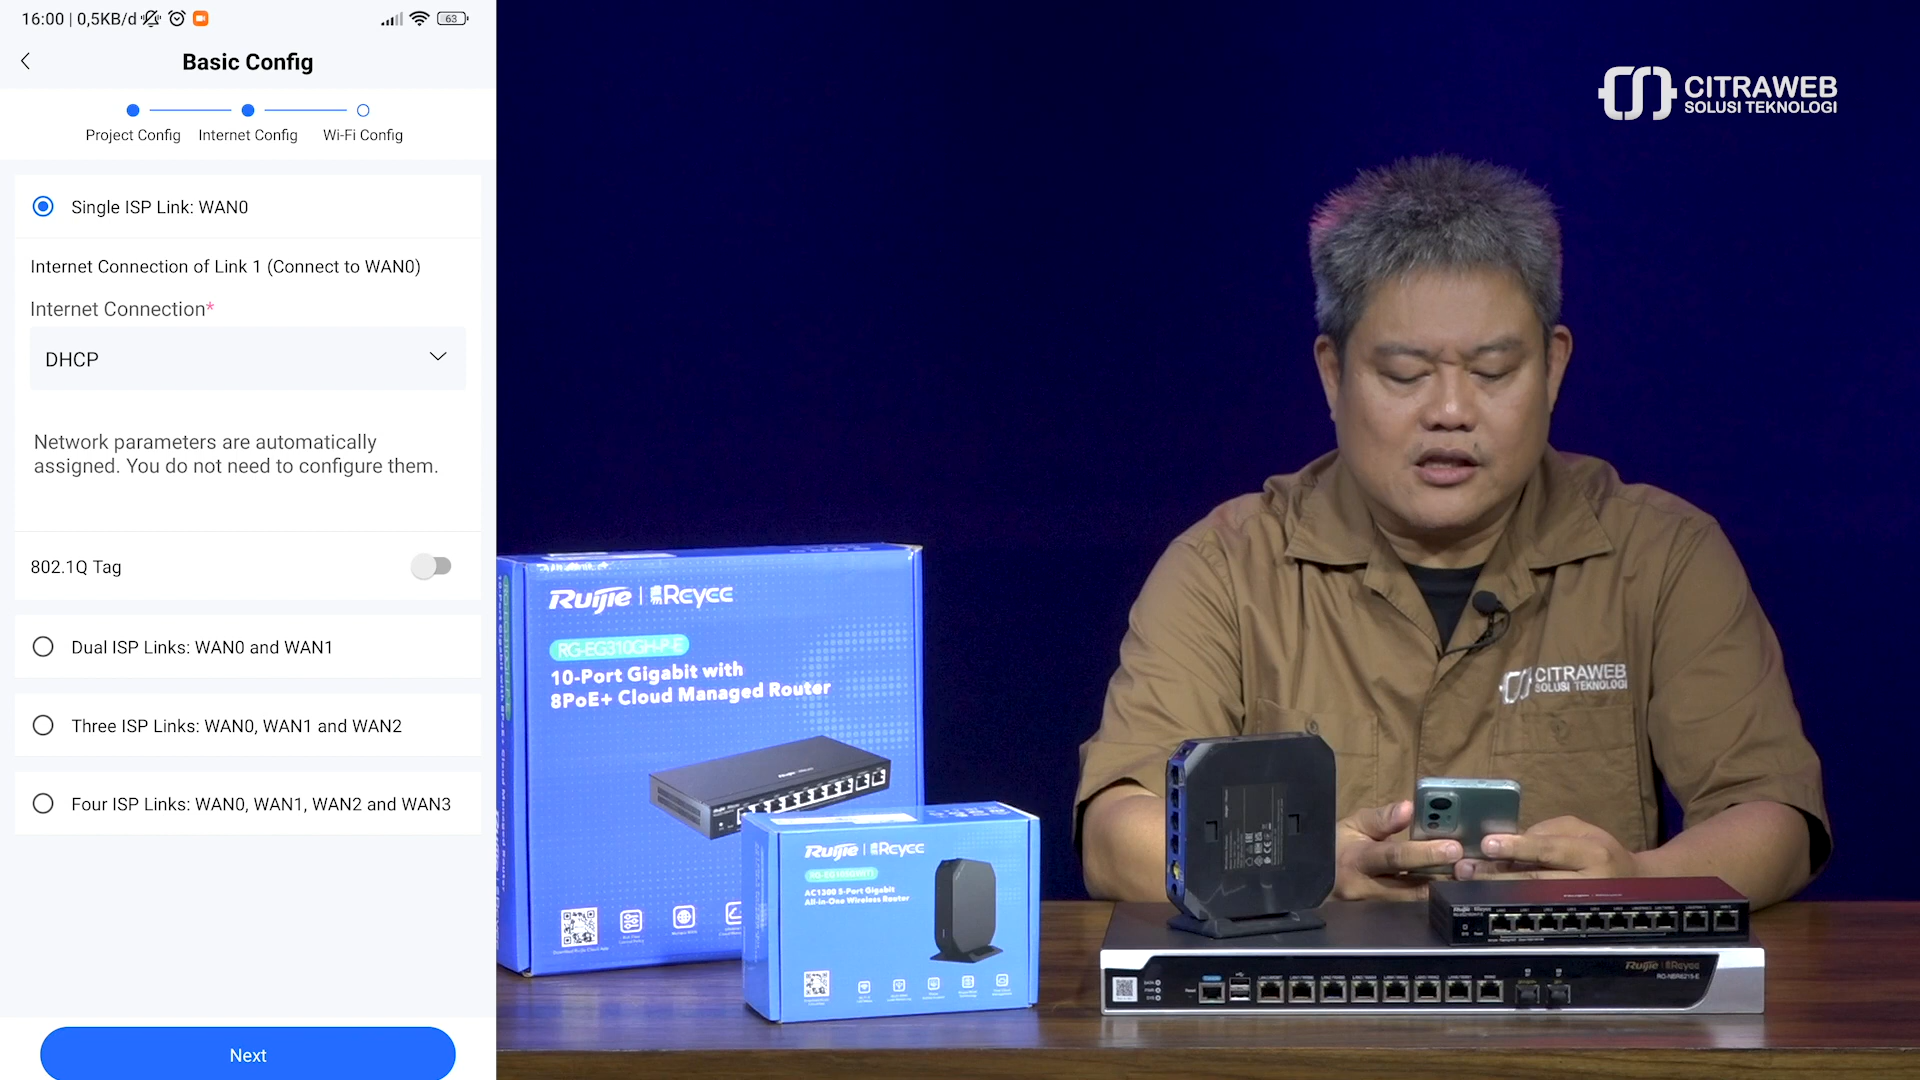 16:00 | 0,5KB/d
63
Basic Config
Project Config
Internet Config
Wi-Fi Config
Single ISP Link: WAN0
Internet Connection of Link 1 (Connect to WAN0)
Internet Connection*
DHCP
Network parameters are automatically
assigned. You do not need to configure them.
802.1Q Tag
Dual ISP Links: WAN0 and WAN1
Three ISP Links: WAN0, WAN1 and WAN2
Four ISP Links: WAN0, WAN1, WAN2 and WAN3
Next
CITRAWEB
SOLUSI TEKNOLOGI
Ruijie | Reyee
RG-EG310GH-P-E
10-Port Gigabit with
8PoE+ Cloud Managed Router
Ruijie | Reyee
AC1300 5-Port Gigabit
All-in-One Wireless Router
CITRAWEB
SOLUSI TEKNOLOGI
Ruijie | Reyee
RG-NBR6215-E